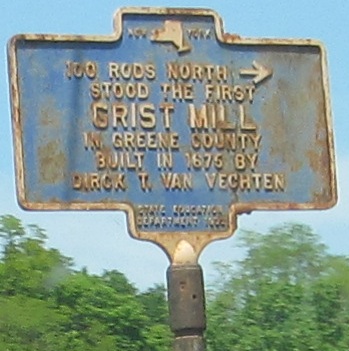 NEW YORK
100 RODS NORTH →
STOOD THE FIRST
GRIST MILL
IN GREENE COUNTY
BUILT IN 1675 BY
DIRCK T. VAN VECHTEN
STATE EDUCATION
DEPARTMENT